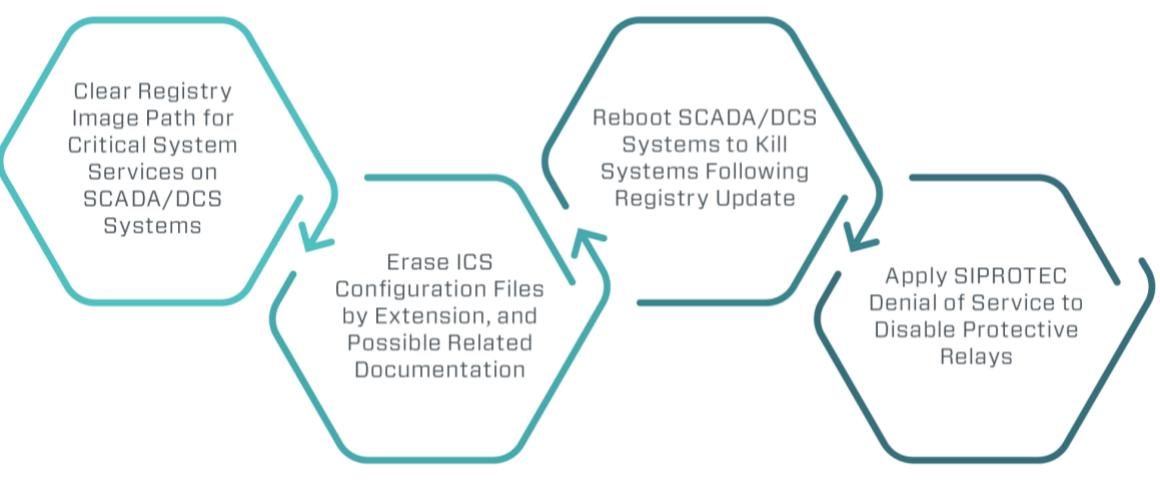 Clear Registry
Image Path for
Critical System
Services on
SCADA/DCS
Systems
Erase ICS
Configuration Files
by Extension, and
Possible Related
Documentation
Reboot SCADA/DCS
Systems to Kill
Systems Following
Registry Update
Apply SIPROTEC
Denial of Service to
Disable Protective
Relays